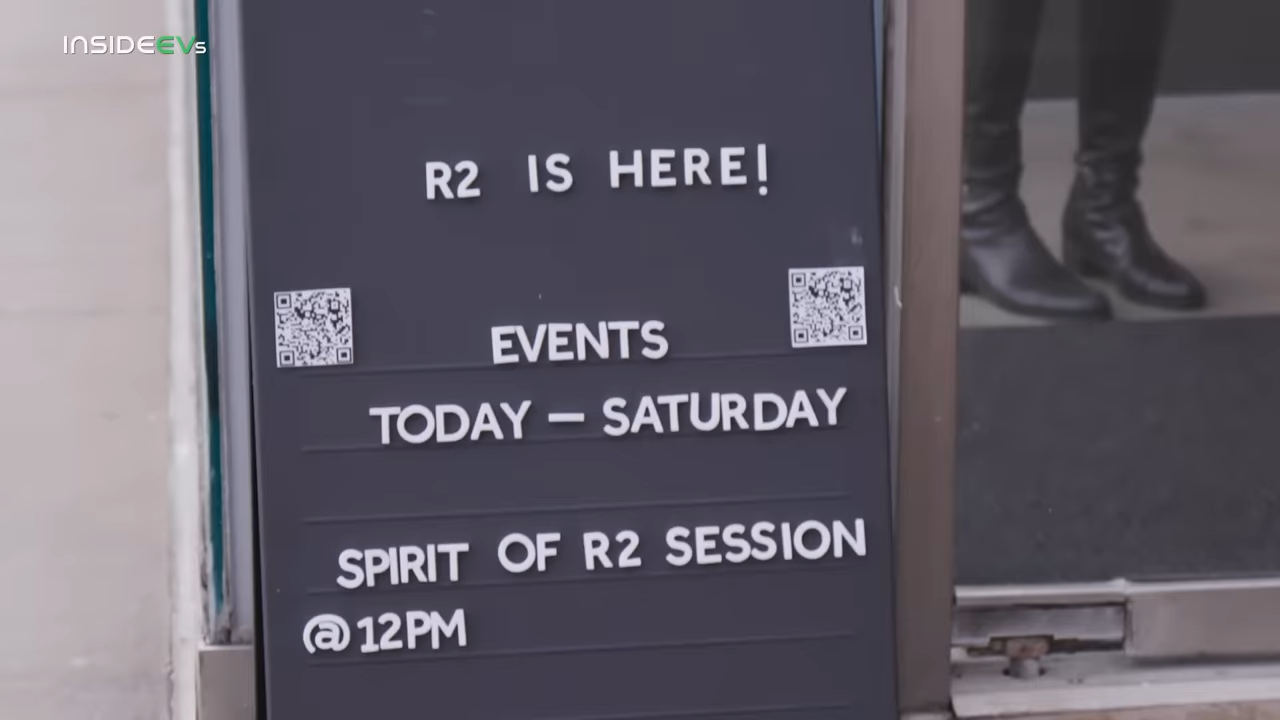 INSIDEEVs
R2 IS HERE!
EVENTS
TODAY — SATURDAY
SPIRIT OF R2 SESSION
@12PM